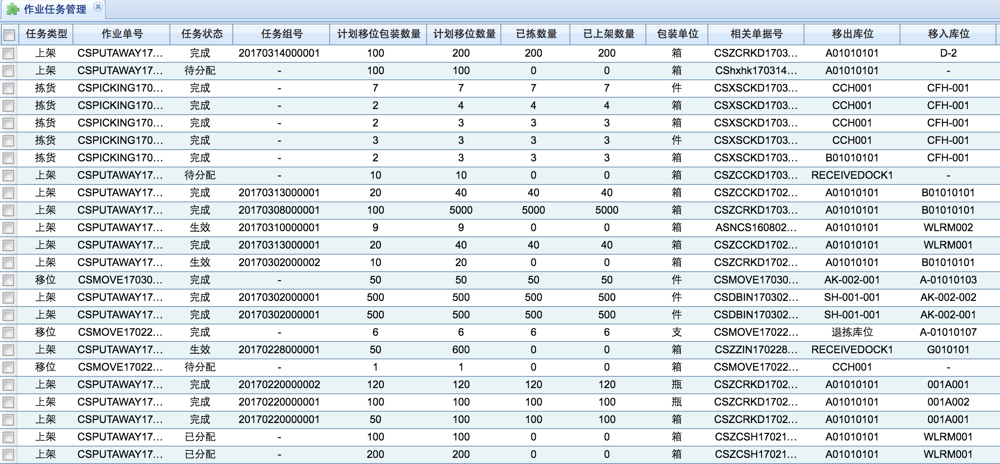 作业任务管理
任务类型 作业单号 任务状态 任务组号 计划移位包装数量 计划移位数量 已拣数量 已上架数量 包装单位 相关单据号 移出库位 移入库位
上架 CSPUTAWAY17... 完成 20170314000001 100 200 200 200 箱 CSZCRKD1703... A01010101 D-2
上架 CSPUTAWAY17... 待分配 - 100 100 0 0 箱 CShxhk170314... A01010101 -
拣货 CSPICKING170... 完成 - 7 7 7 7 件 CSXSCKD1703... CCH001 CFH-001
拣货 CSPICKING170... 完成 - 2 4 4 4 箱 CSXSCKD1703... CCH001 CFH-001
拣货 CSPICKING170... 完成 - 2 3 3 3 箱 CSXSCKD1703... CCH001 CFH-001
拣货 CSPICKING170... 完成 - 3 3 3 3 件 CSXSCKD1703... CCH001 CFH-001
拣货 CSPICKING170... 完成 - 2 3 3 3 箱 CSXSCKD1703... B01010101 CFH-001
上架 CSPUTAWAY17... 待分配 - 10 10 0 0 箱 CSZCCKD1703... RECEIVEDOCK1 -
上架 CSPUTAWAY17... 完成 20170313000001 20 40 40 40 箱 CSZCCKD1702... A01010101 B01010101
上架 CSPUTAWAY17... 完成 20170308000001 100 5000 5000 5000 箱 CSZCRKD1703... A01010101 B01010101
上架 CSPUTAWAY17... 生效 20170310000001 9 9 0 0 箱 ASNCS160802... A01010101 WLRM002
上架 CSPUTAWAY17... 完成 20170313000001 20 40 40 40 箱 CSZCCKD1702... A01010101 WLRM001
上架 CSPUTAWAY17... 生效 20170302000002 10 20 0 0 箱 CSZCRKD1702... A01010101 B01010101
移位 CSMOVE17030... 完成 - 50 50 50 50 件 CSMOVE17030... AK-002-001 A-01010103
上架 CSPUTAWAY17... 完成 20170302000001 500 500 500 500 件 CSDBIN170302... SH-001-001 AK-002-002
上架 CSPUTAWAY17... 完成 20170302000001 500 500 500 500 件 CSDBIN170302... SH-001-001 AK-002-001
移位 CSMOVE17022... 完成 - 6 6 6 6 支 CSMOVE17022... 退拣库位 A-01010107
上架 CSPUTAWAY17... 生效 20170228000001 50 600 0 0 箱 CSZZIN170228... RECEIVEDOCK1 G010101
移位 CSMOVE17022... 待分配 - 1 1 0 0 箱 CSMOVE17022... CCH001 -
上架 CSPUTAWAY17... 完成 20170220000002 120 120 120 120 瓶 CSZCRKD1702... A01010101 001A001
上架 CSPUTAWAY17... 完成 20170220000001 100 100 100 100 瓶 CSZCRKD1702... A01010101 001A002
上架 CSPUTAWAY17... 完成 20170220000001 50 100 100 100 箱 CSZCRKD1702... A01010101 001A001
上架 CSPUTAWAY17... 已分配 - 100 100 0 0 箱 CSZCSH17021... A01010101 WLRM001
上架 CSPUTAWAY17... 已分配 - 200 200 0 0 箱 CSZCSH17021... A01010101 WLRM001